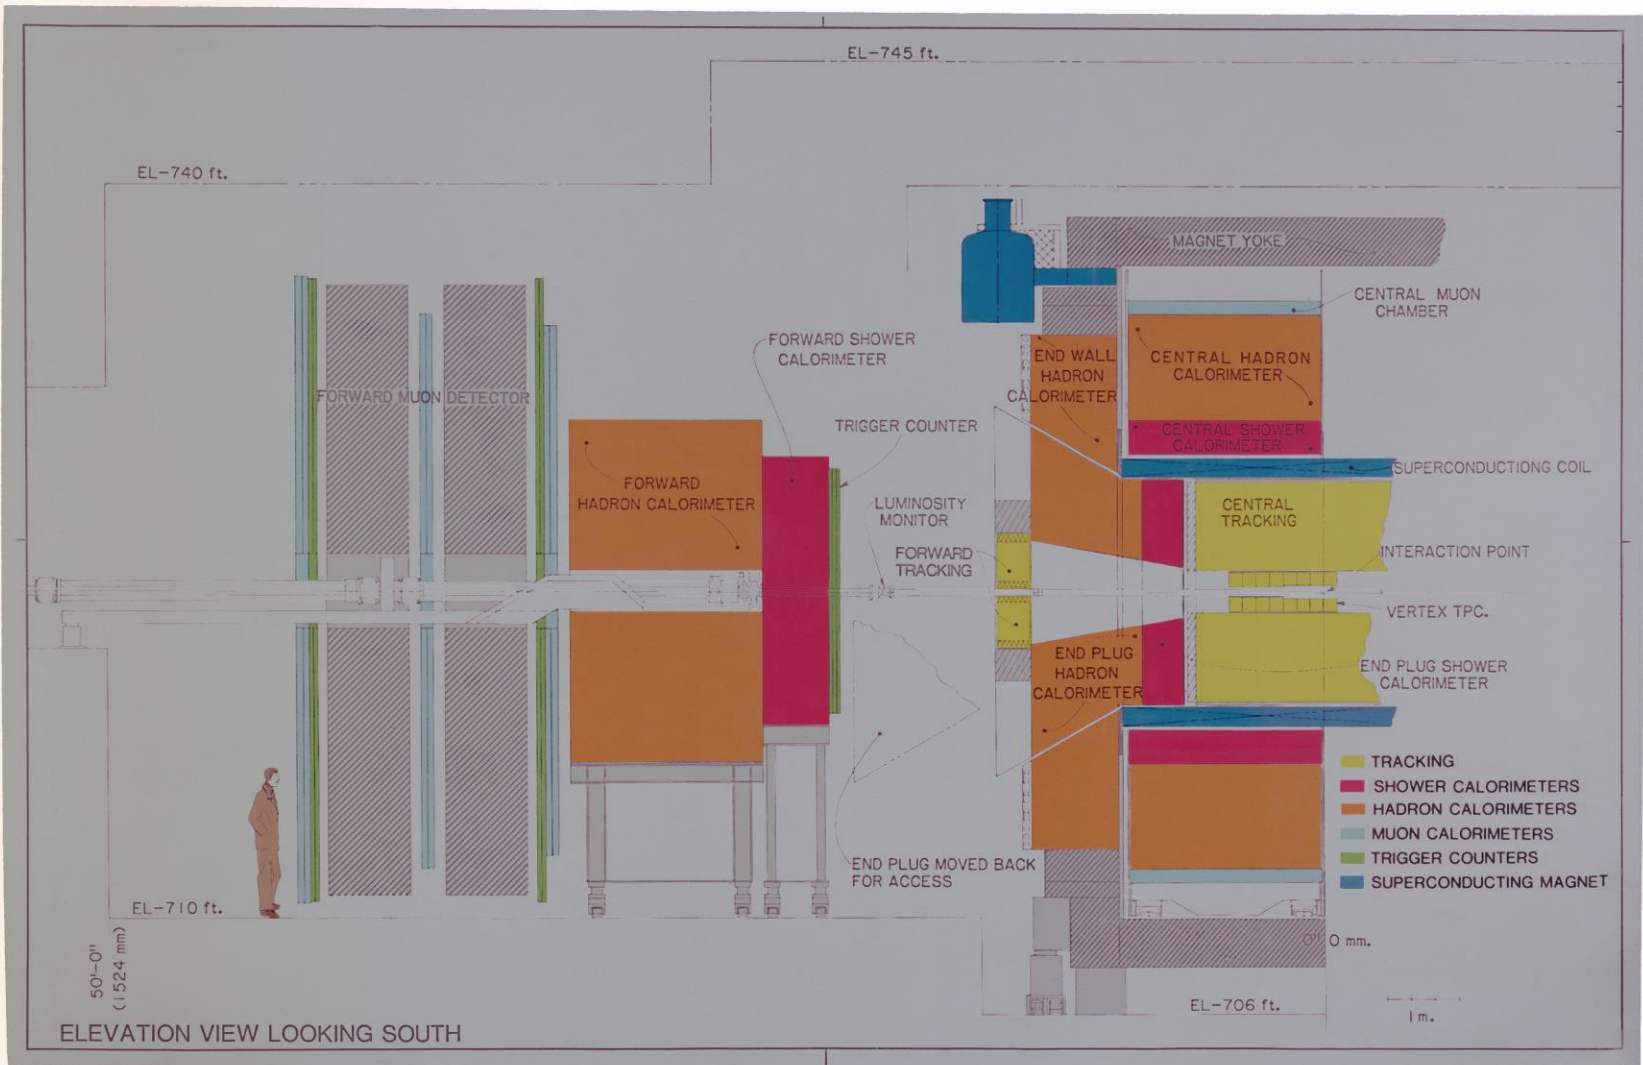 EL-745 ft.
EL-740 ft.
MAGNET YOKE
CENTRAL MUON
CHAMBER
FORWARD SHOWER
CALORIMETER
END WALL
HADRON
CALORIMETER
CENTRAL HADRON
CALORIMETER
FORWARD MUON DETECTOR
TRIGGER COUNTER
CENTRAL SHOWER
CALORIMETER
SUPERCONDUCTIONG COIL
FORWARD
HADRON CALORIMETER
LUMINOSITY
MONITOR
CENTRAL
TRACKING
FORWARD
TRACKING
INTERACTION POINT
VERTEX TPC.
END PLUG
HADRON
CALORIMETER
END PLUG SHOWER
CALORIMETER
TRACKING
SHOWER CALORIMETERS
HADRON CALORIMETERS
MUON CALORIMETERS
TRIGGER COUNTERS
SUPERCONDUCTING MAGNET
END PLUG MOVED BACK
FOR ACCESS
EL-710 ft.
50'-0"
(1524 mm)
0" 0 mm.
EL-706 ft.
1 m.
ELEVATION VIEW LOOKING SOUTH